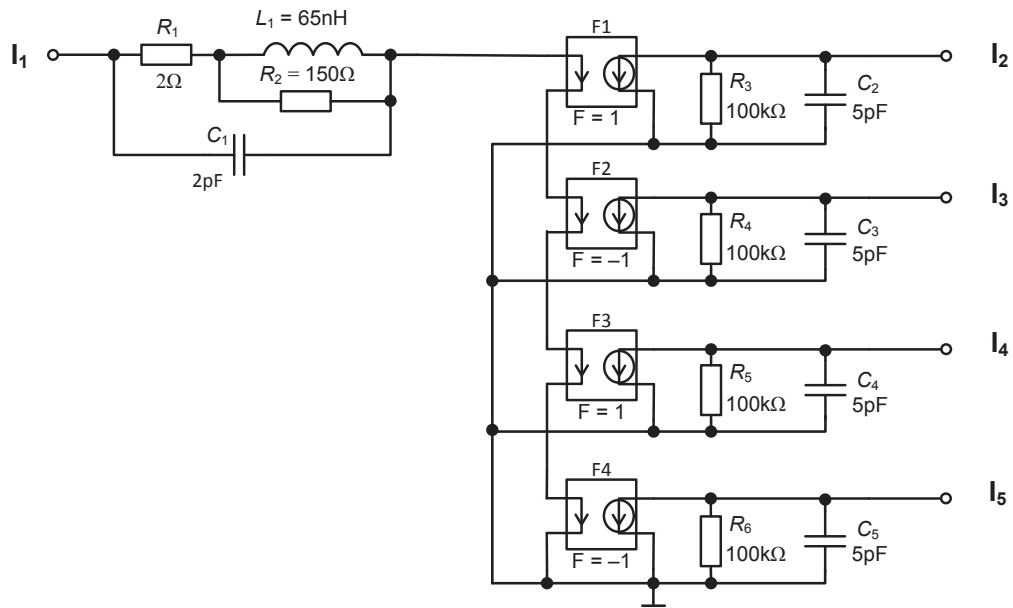 L1 = 65nH
R1
I1
2Ω
R2 = 150Ω
C1
2pF
F1
F = 1
R3
100kΩ
C2
5pF
I2
F2
F = –1
R4
100kΩ
C3
5pF
I3
F3
F = 1
R5
100kΩ
C4
5pF
I4
F4
F = –1
R6
100kΩ
C5
5pF
I5